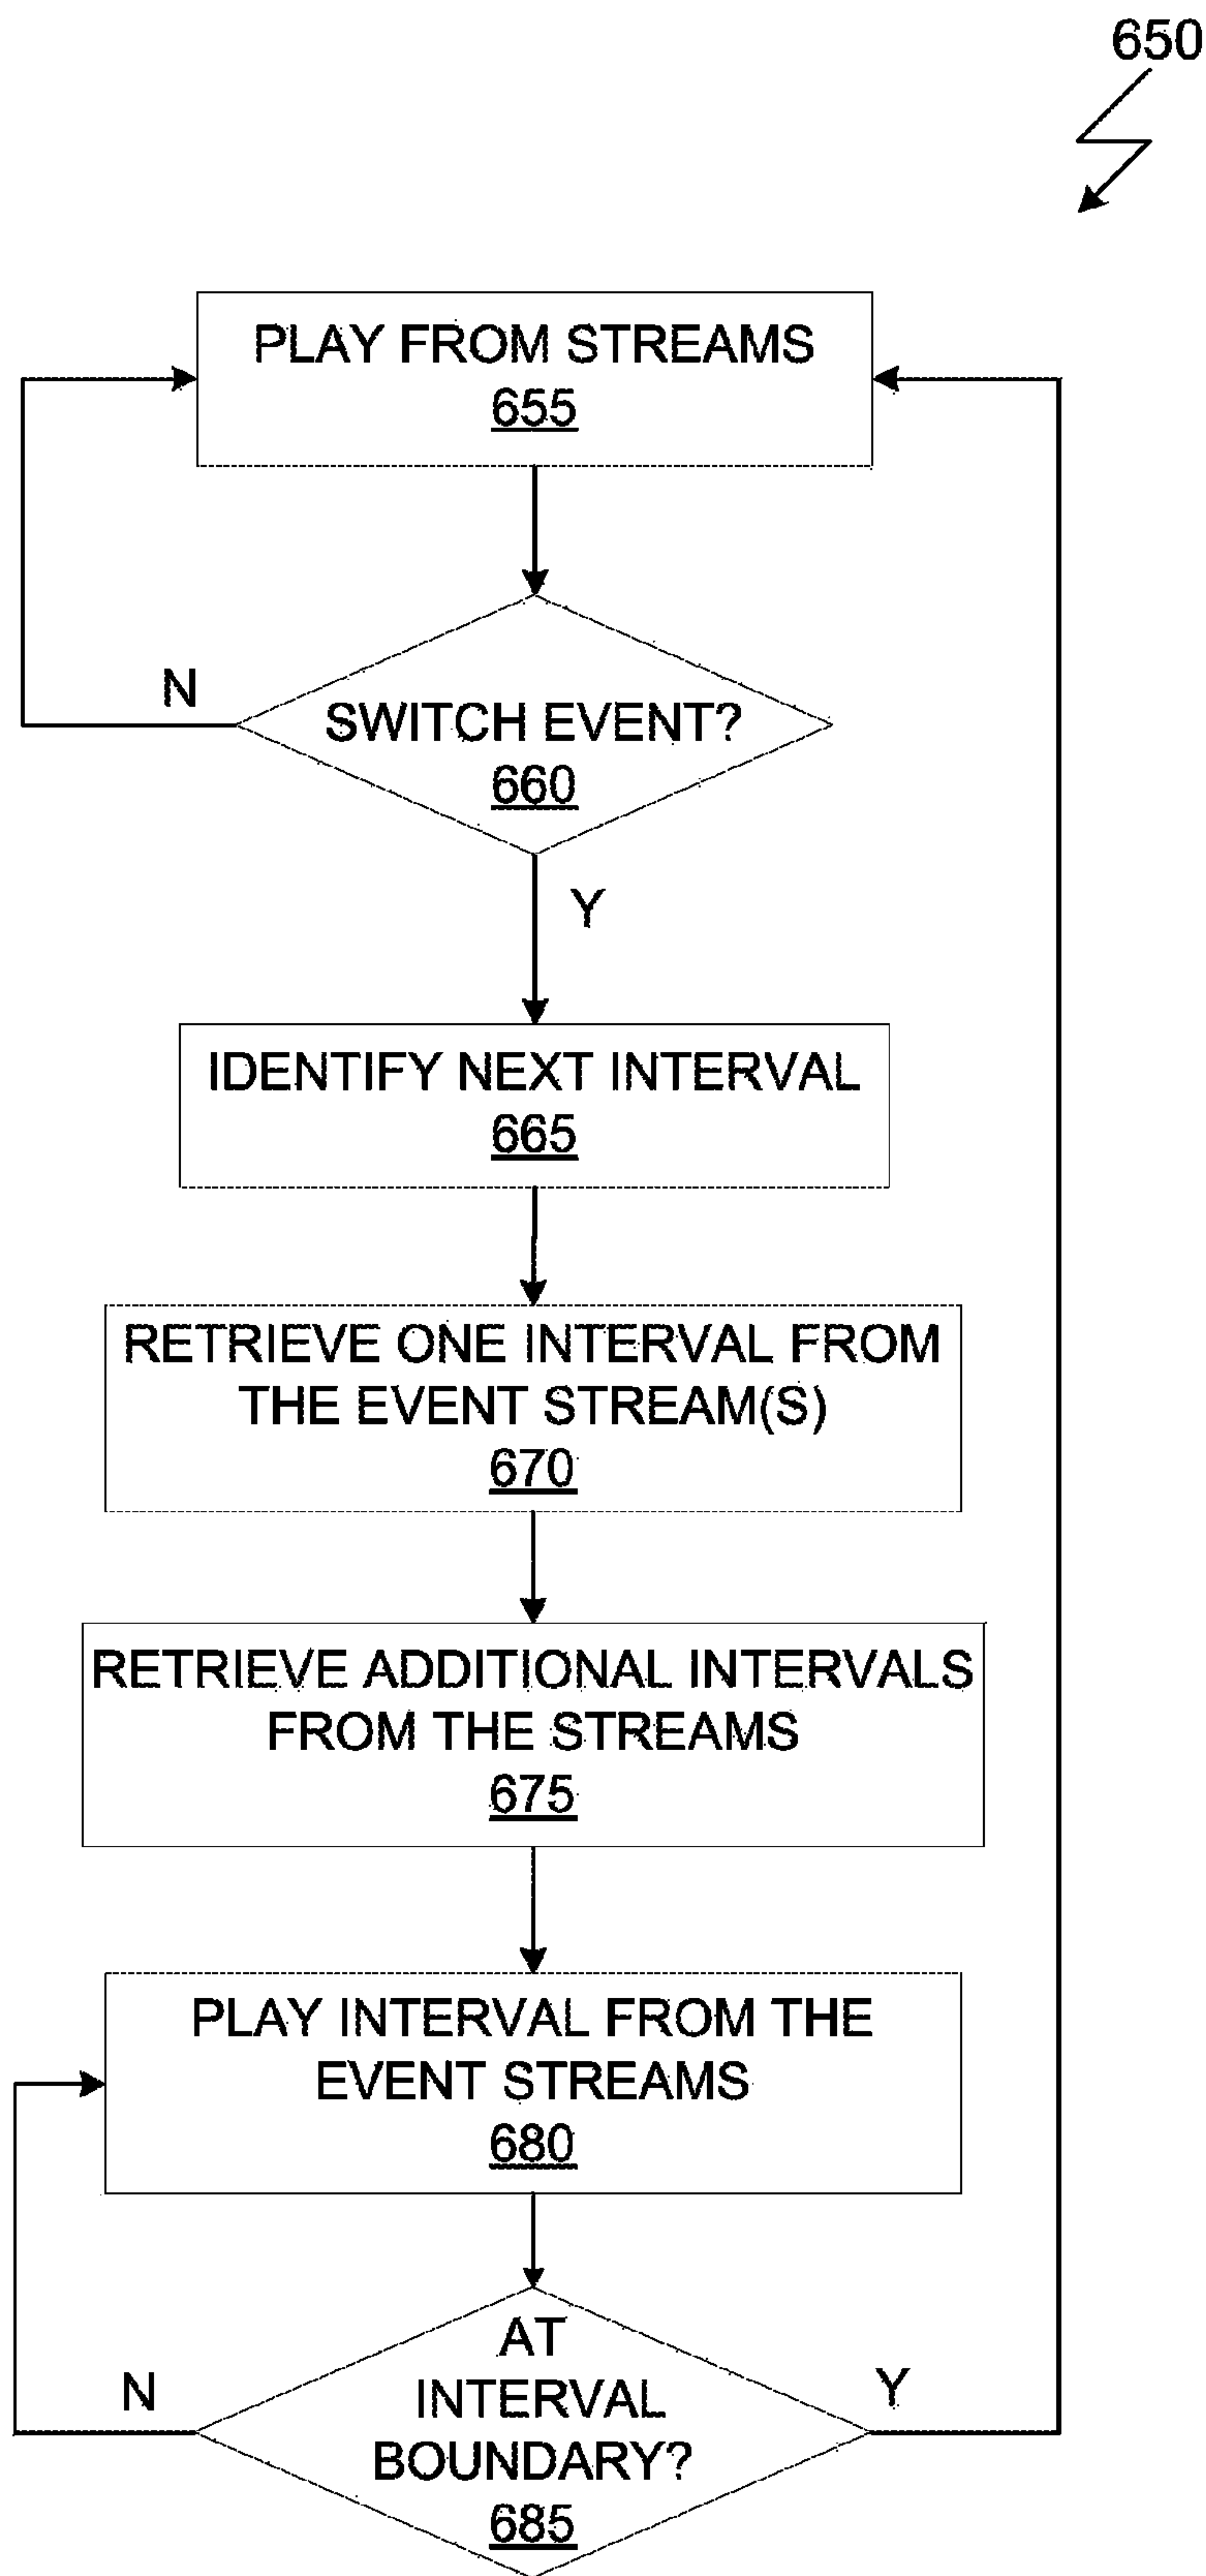 650
PLAY FROM STREAMS
655
N
SWITCH EVENT?
660
Y
IDENTIFY NEXT INTERVAL
665
RETRIEVE ONE INTERVAL FROM
THE EVENT STREAM(S)
670
RETRIEVE ADDITIONAL INTERVALS
FROM THE STREAMS
675
PLAY INTERVAL FROM THE
EVENT STREAMS
680
AT
N
Y
INTERVAL
BOUNDARY?
685